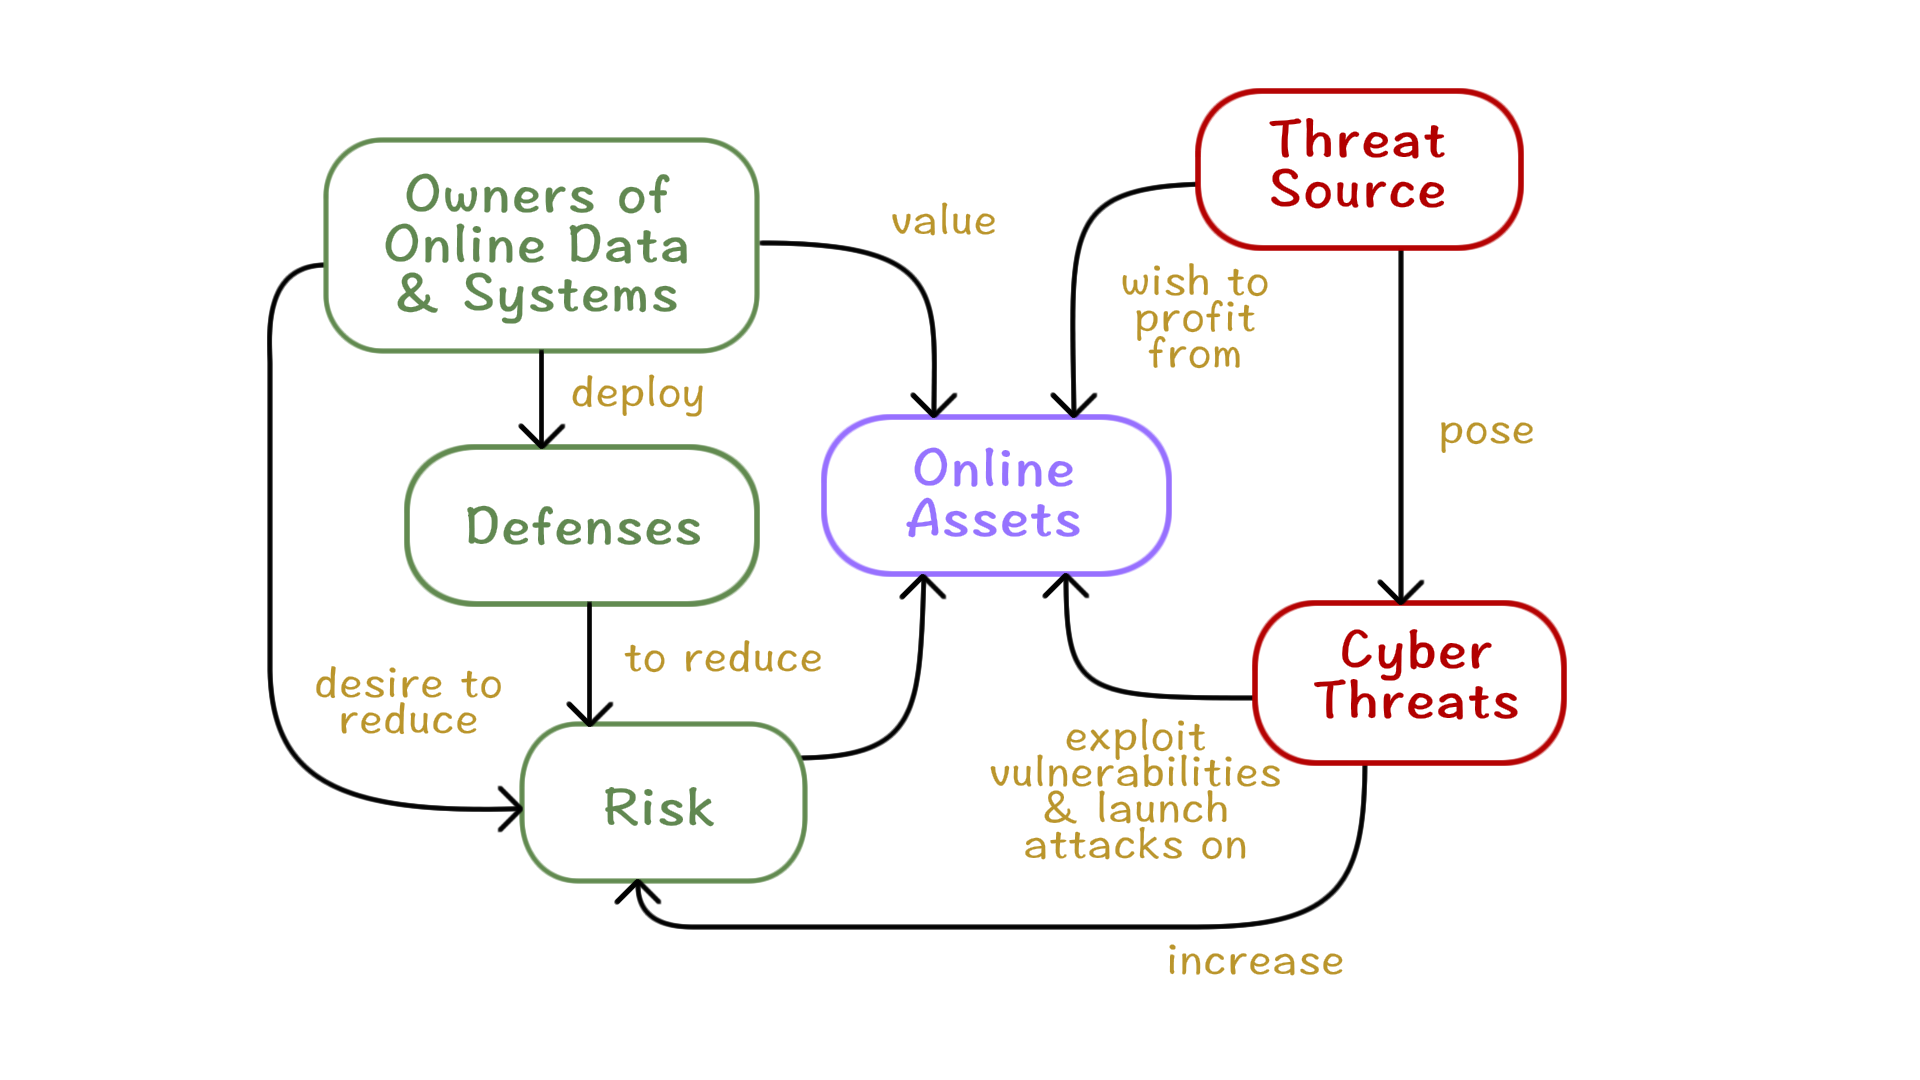 Owners of
Online Data
& Systems
value
Threat
Source
wish to
profit
from
deploy
pose
Online
Assets
Defenses
to reduce
desire to
reduce
Cyber
Threats
exploit
vulnerabilities
& launch
attacks on
Risk
increase